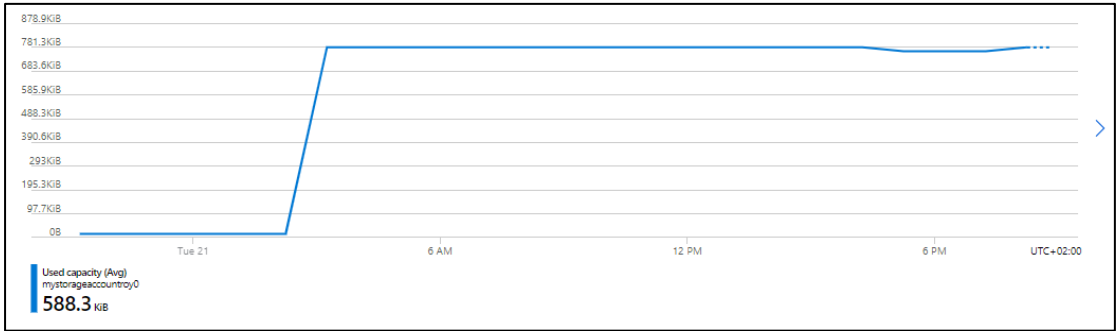 878.9KiB
781.3KiB
683.6KiB
585.9KiB
488.3KiB
390.6KiB
293KiB
195.3KiB
97.7KiB
0B
Tue 21 6 AM 12 PM 6 PM UTC+02:00
Used capacity (Avg)
mystorageaccountroy0
588.3 KiB